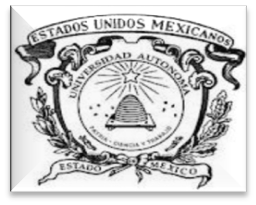 ESTADOS UNIDOS MEXICANOS
UNIVERSIDAD AUTONOMA
PATRIA · CIENCIA Y TRABAJO
ESTADO MEXICO